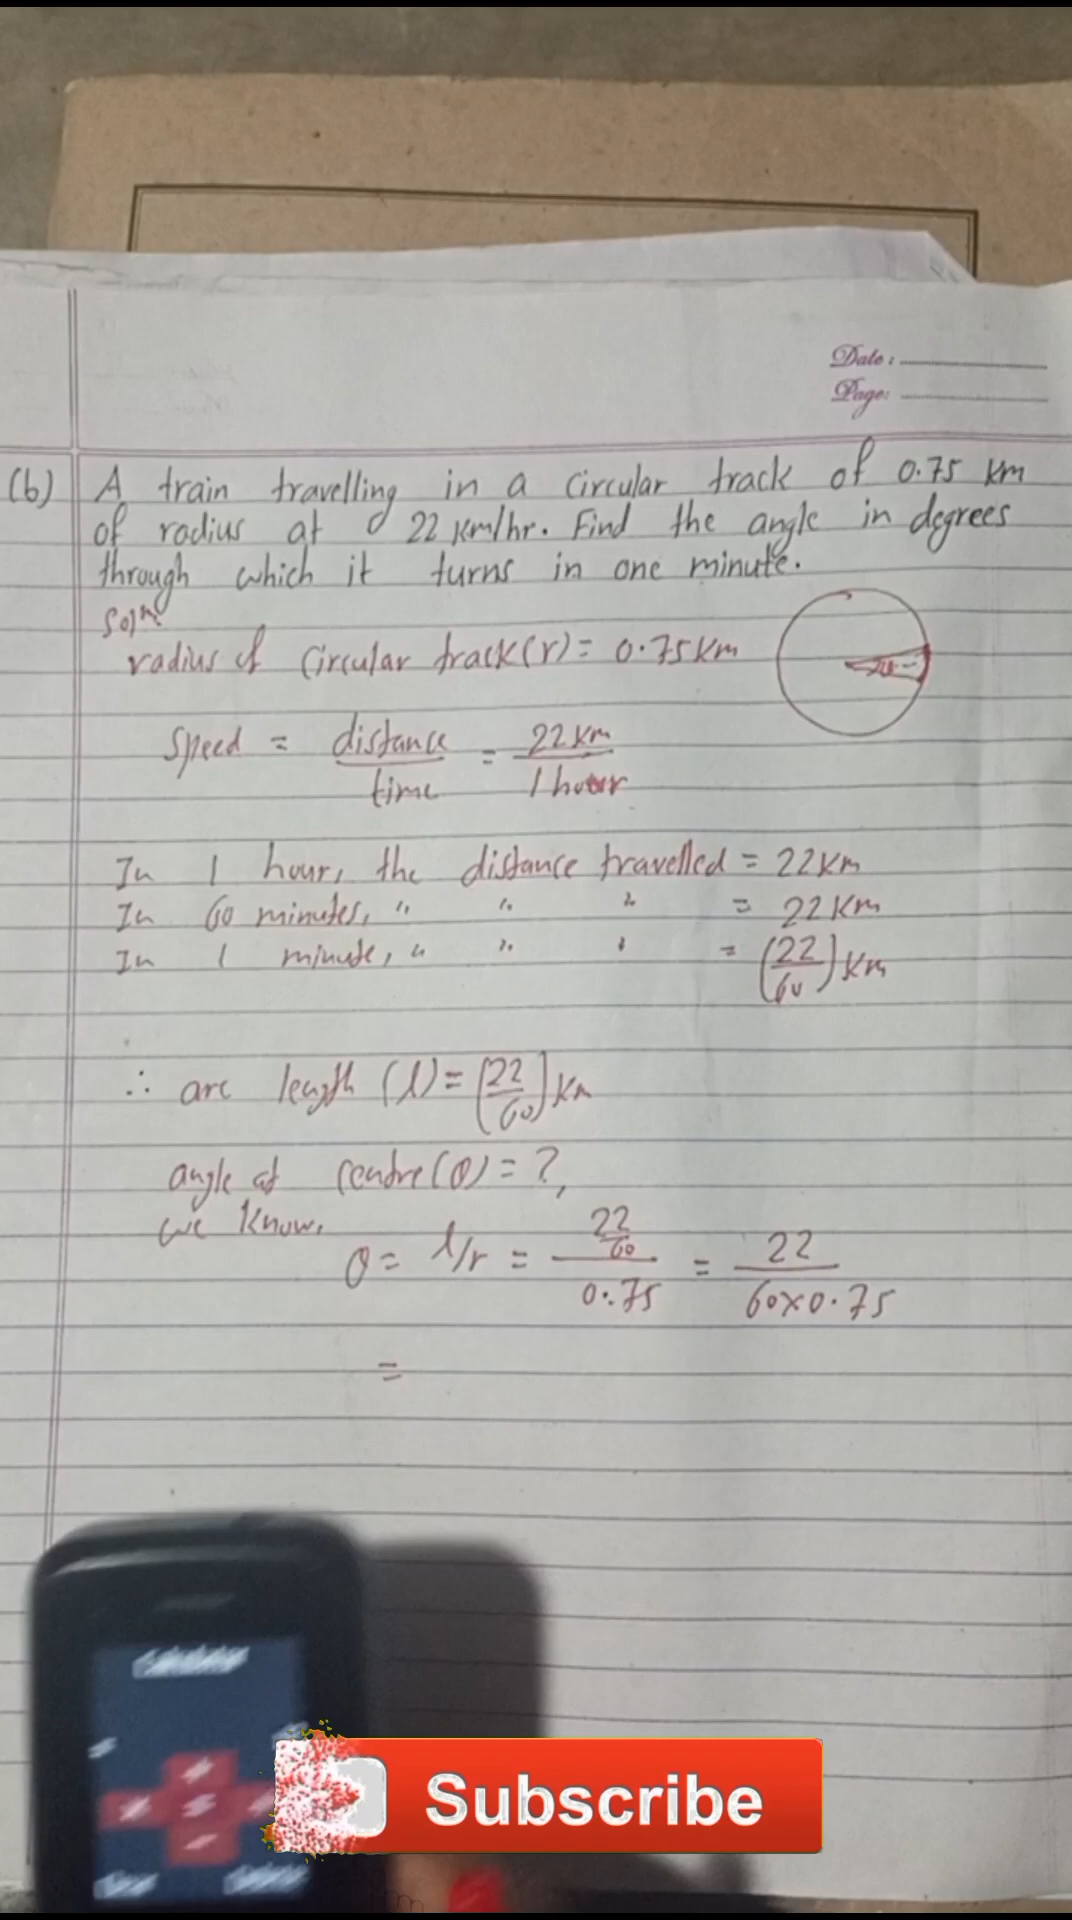 Date:
Page:
(b) A train travelling in a circular track of 0.75 km
of radius at 22 km/hr. Find the angle in degrees
through which it turns in one minute.
Solⁿ
radius of circular track(r) = 0.75 km
Speed = distance/time = 22 km/1 hour
In 1 hour, the distance travelled = 22 km
In 60 minutes, " " " = 22 km
In 1 minute, " " " = (22/60) km
∴ arc length (l) = (22/60) km
angle at centre(θ) = ?,
we know,
θ = l/r = 22/60/0.75 = 22/60×0.75
=
Calculator
Clear
Subscribe